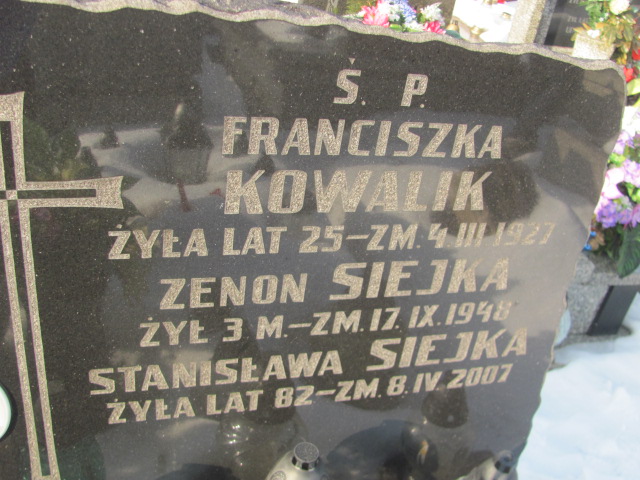 Ś. P.
FRANCISZKA
KOWALIK
ŻYŁA LAT 25-ZM. 4 III 1927
ZENON SIEJKA
ŻYŁ 3 M.-ZM. 17. IX. 1948
STANISŁAWA SIEJKA
ŻYŁA LAT 82-ZM. 8. IV. 2007